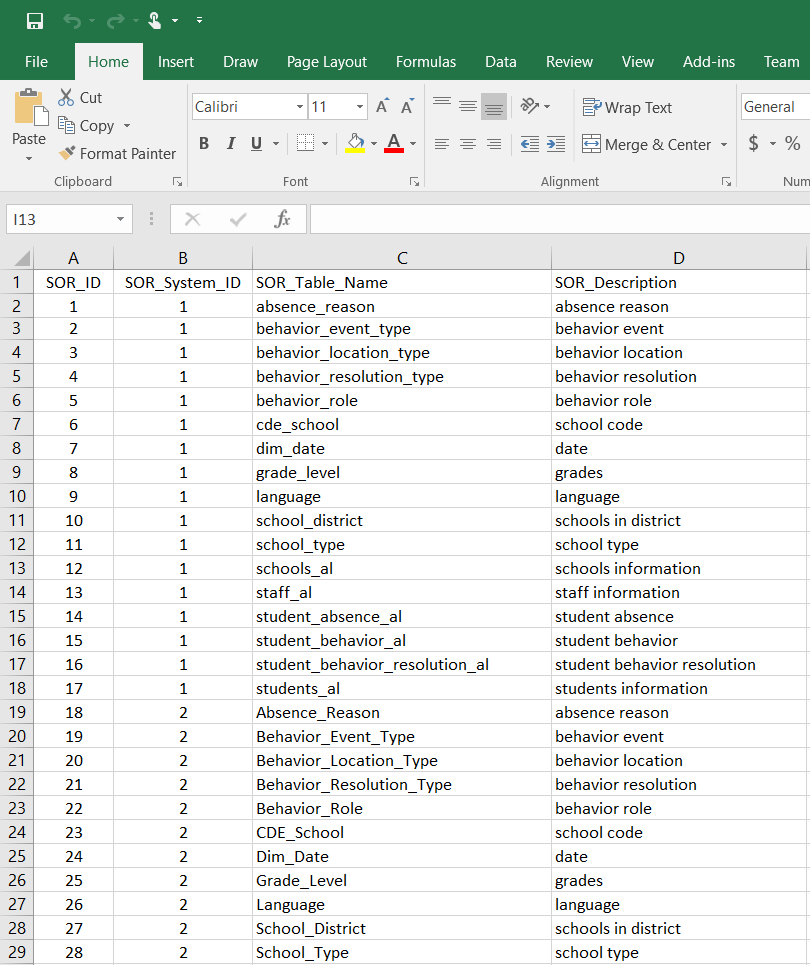 File Home Insert Draw Page Layout Formulas Data Review View Add-ins Team
Paste Cut Copy Format Painter
Calibri 11
B I U A A A
Wrap Text
Merge & Center
General
$ %
Clipboard Font Alignment Num
I13 fx
A B C D
1 SOR_ID SOR_System_ID SOR_Table_Name SOR_Description
2 1 1 absence_reason absence reason
3 2 1 behavior_event_type behavior event
4 3 1 behavior_location_type behavior location
5 4 1 behavior_resolution_type behavior resolution
6 5 1 behavior_role behavior role
7 6 1 cde_school school code
8 7 1 dim_date date
9 8 1 grade_level grades
10 9 1 language language
11 10 1 school_district schools in district
12 11 1 school_type school type
13 12 1 schools_al schools information
14 13 1 staff_al staff information
15 14 1 student_absence_al student absence
16 15 1 student_behavior_al student behavior
17 16 1 student_behavior_resolution_al student behavior resolution
18 17 1 students_al students information
19 18 2 Absence_Reason absence reason
20 19 2 Behavior_Event_Type behavior event
21 20 2 Behavior_Location_Type behavior location
22 21 2 Behavior_Resolution_Type behavior resolution
23 22 2 Behavior_Role behavior role
24 23 2 CDE_School school code
25 24 2 Dim_Date date
26 25 2 Grade_Level grades
27 26 2 Language language
28 27 2 School_District schools in district
29 28 2 School_Type school type